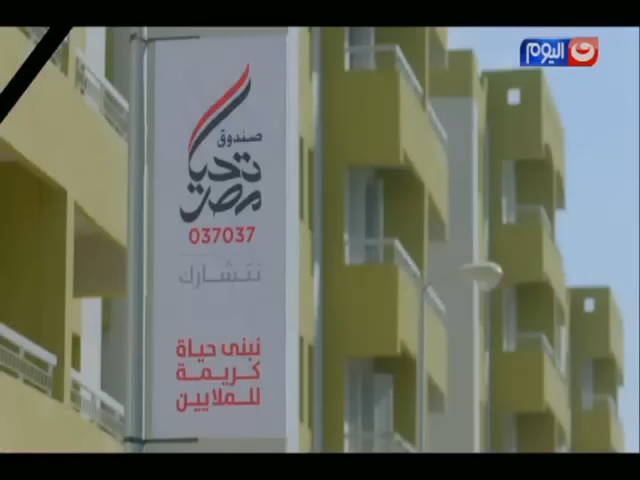 اليوم
صندوق
تحيا
مصر
037037
نتشارك
نبنى حياة
كريمة
للملايين